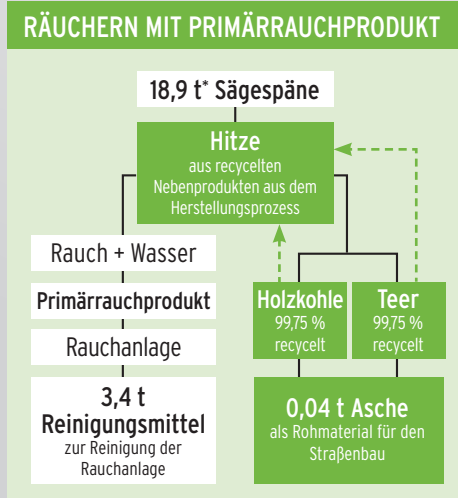 RÄUCHERN MIT PRIMÄRRAUCHPRODUKT
18,9 t* Sägespäne
Hitze
aus recycelten
Nebenprodukten aus dem
Herstellungsprozess
Rauch + Wasser
Primärrauchprodukt
Rauchanlage
3,4 t
Reinigungsmittel
zur Reinigung der
Rauchanlage
Holzkohle
99,75 %
recycelt
Teer
99,75 %
recycelt
0,04 t Asche
als Rohmaterial für den
Straßenbau